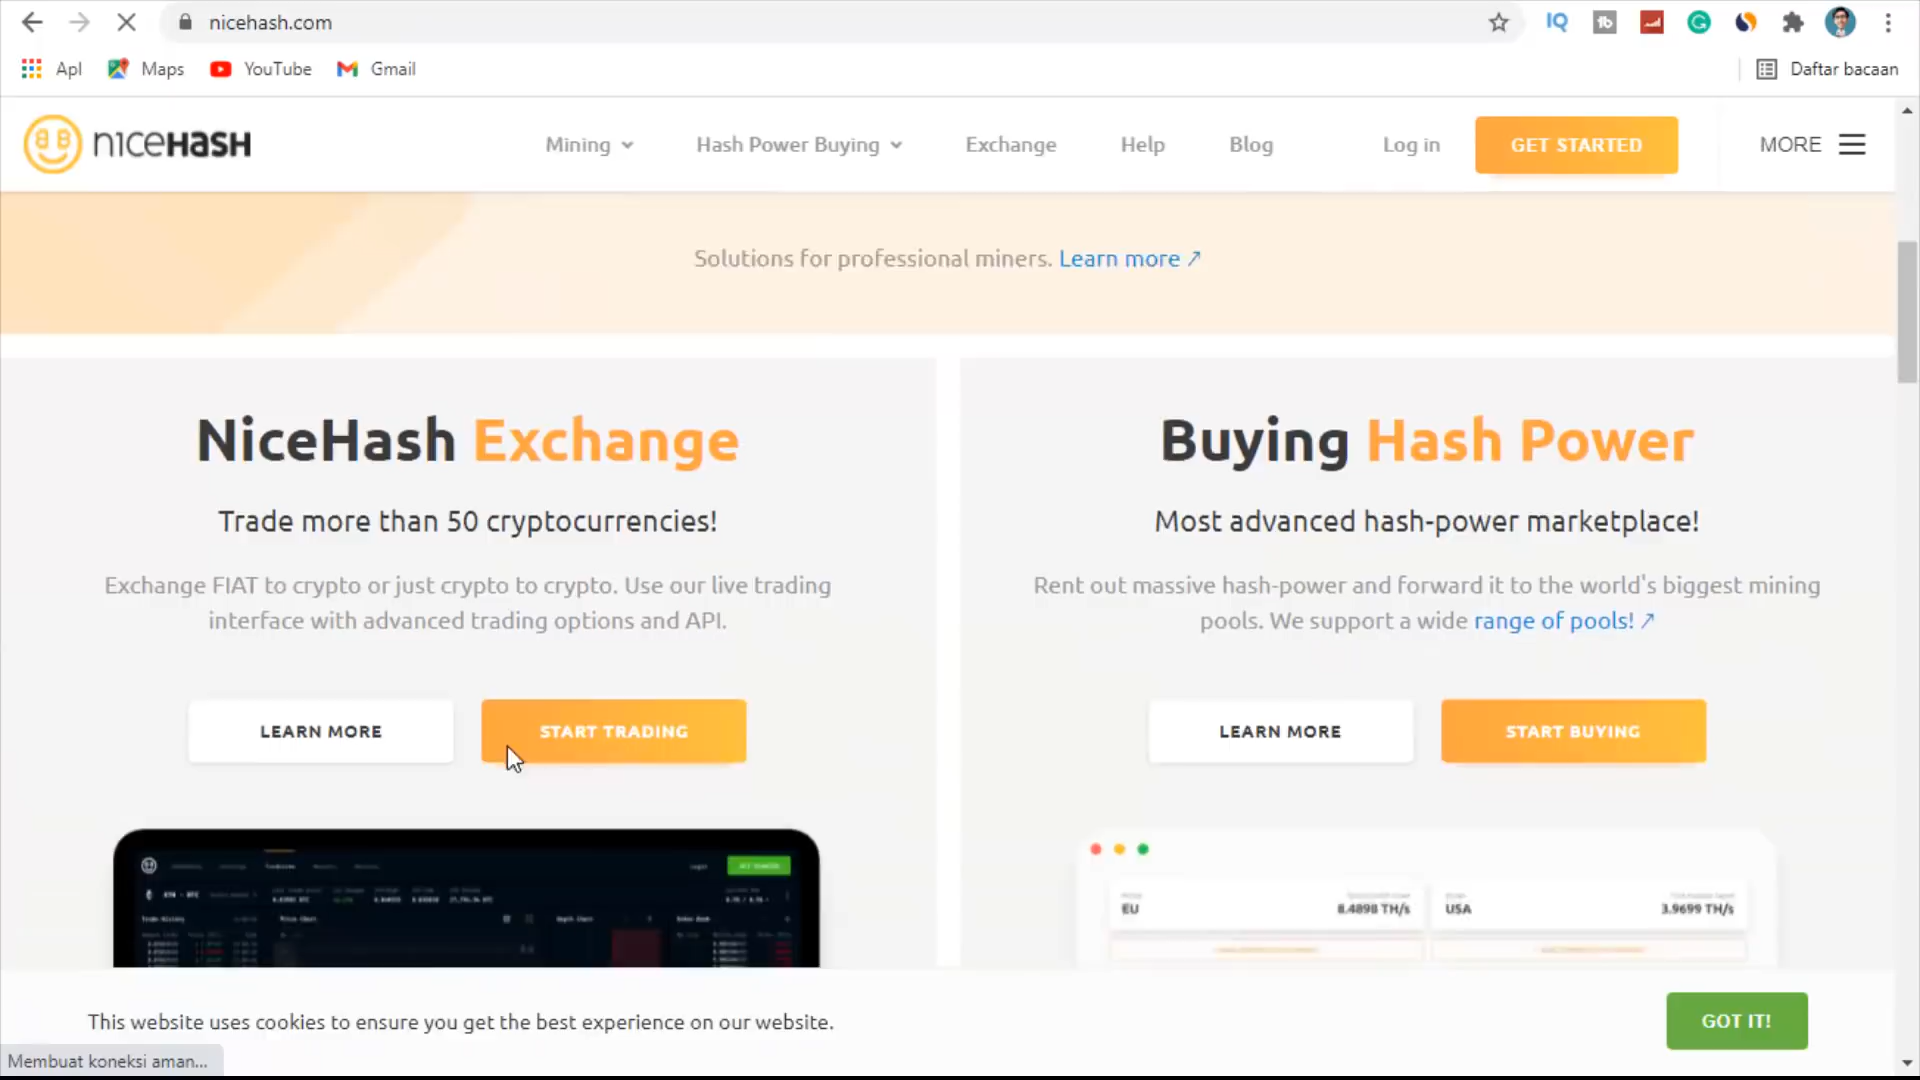 nicehash.com
Apl Maps YouTube Gmail Daftar bacaan
nıceHasH Mining Hash Power Buying Exchange Help Blog Log in GET STARTED MORE
Solutions for professional miners. Learn more ↗
NiceHash Exchange
Trade more than 50 cryptocurrencies!
Exchange FIAT to crypto or just crypto to crypto. Use our live trading
interface with advanced trading options and API.
LEARN MORE START TRADING
Buying Hash Power
Most advanced hash-power marketplace!
Rent out massive hash-power and forward it to the world's biggest mining
pools. We support a wide range of pools! ↗
LEARN MORE START BUYING
EU 8.4898 TH/s USA 3.9699 TH/s
This website uses cookies to ensure you get the best experience on our website.
GOT IT!
Membuat koneksi aman...